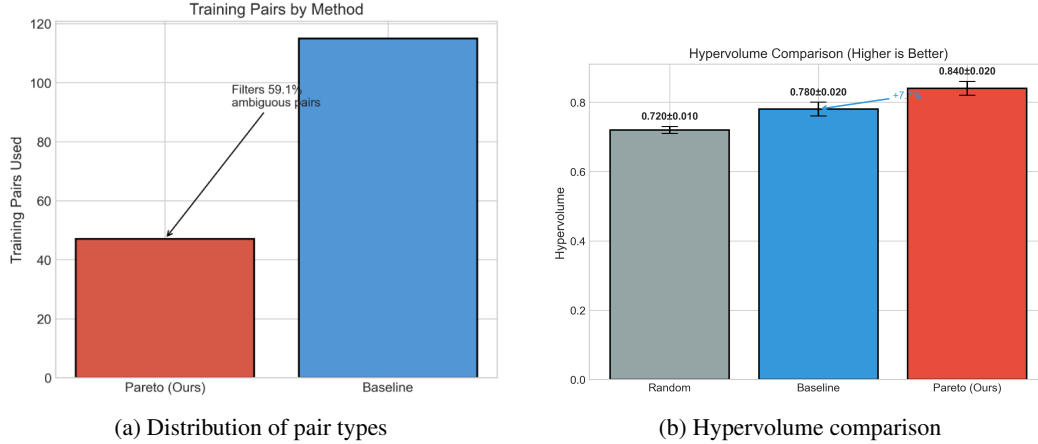 Training Pairs by Method
120
100
80
60
40
20
0
Training Pairs Used
Filters 59.1%
ambiguous pairs
Pareto (Ours)
Baseline
(a) Distribution of pair types
Hypervolume Comparison (Higher is Better)
0.8
0.6
0.4
0.2
0.0
Hypervolume
0.720±0.010
0.780±0.020
0.840±0.020
Random
Baseline
Pareto (Ours)
(b) Hypervolume comparison